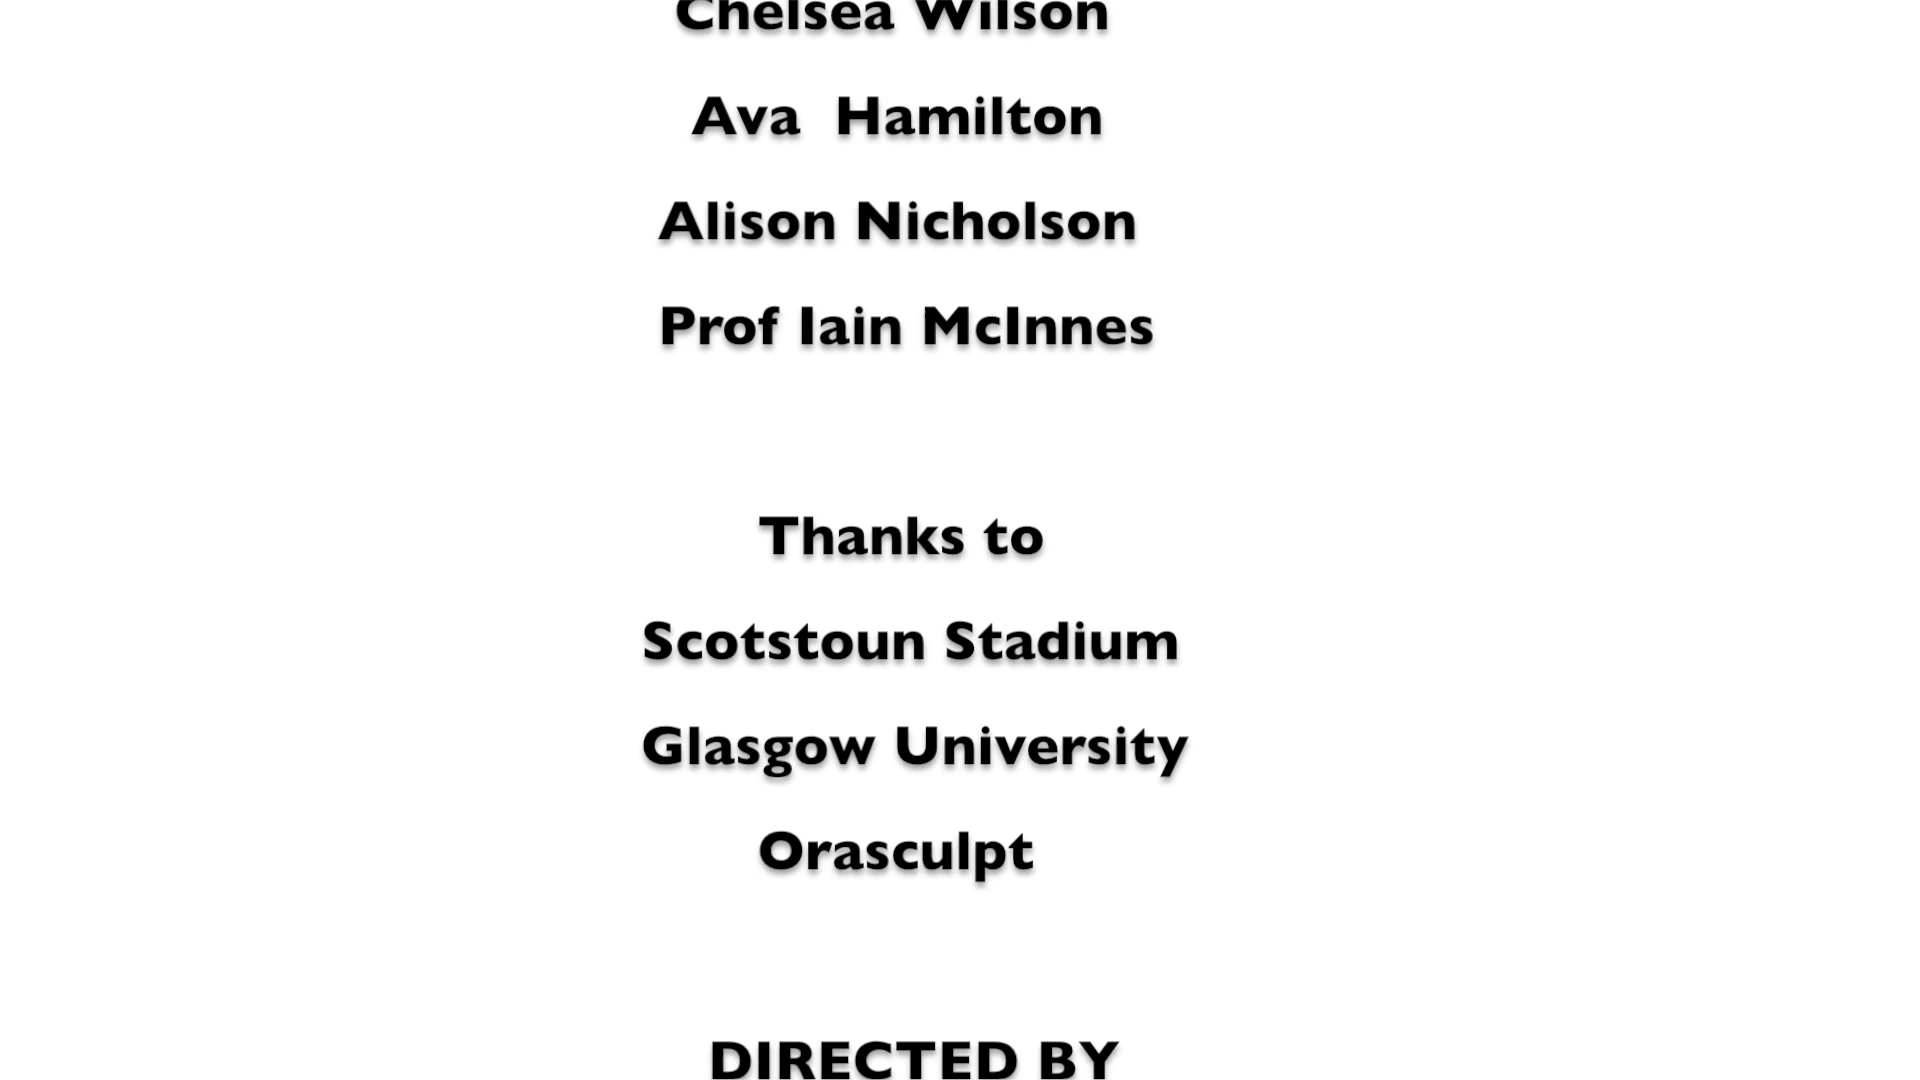 Chelsea Wilson
Ava  Hamilton
Alison Nicholson
Prof Iain McInnes
Thanks to
Scotstoun Stadium
Glasgow University
Orasculpt
DIRECTED BY